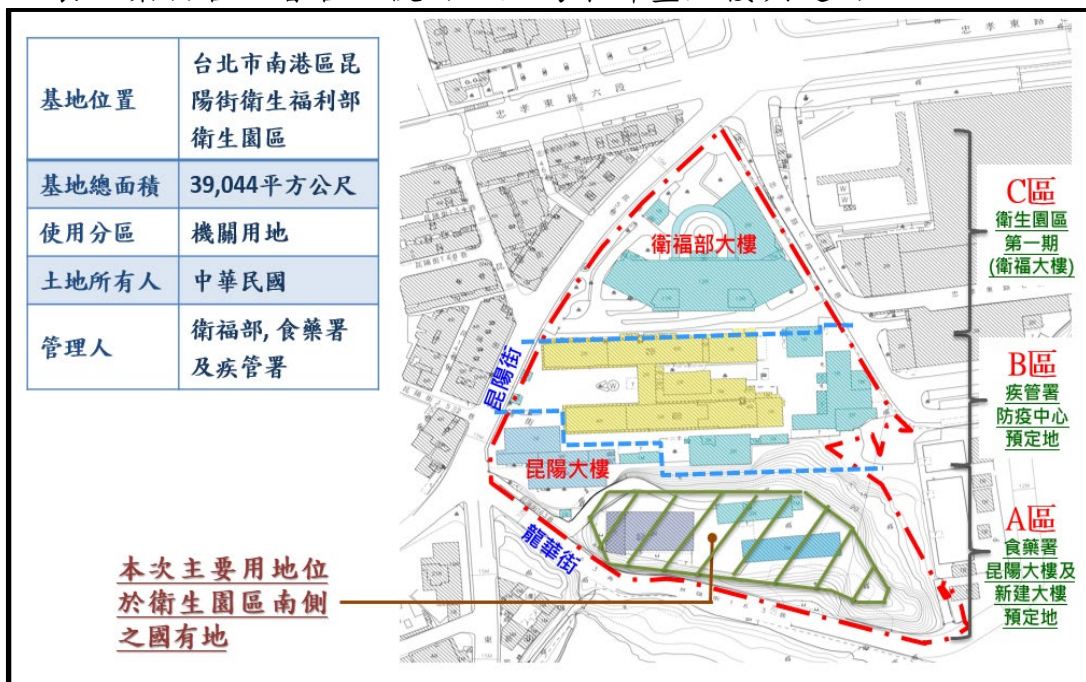 基地位置
台北市南港區昆
陽街衛生福利部
衛生園區
基地總面積
39,044平方公尺
使用分區
機關用地
土地所有人
中華民國
管理人
衛福部, 食藥署
及疾管署
本次主要用地位
於衛生園區南側
之國有地
忠孝東路六段
衛福部大樓
昆陽街
昆陽大樓
龍華街
C區
衛生園區
第一期
(衛福大樓)
B區
疾管署
防疫中心
預定地
A區
食藥署
昆陽大樓及
新建大樓
預定地